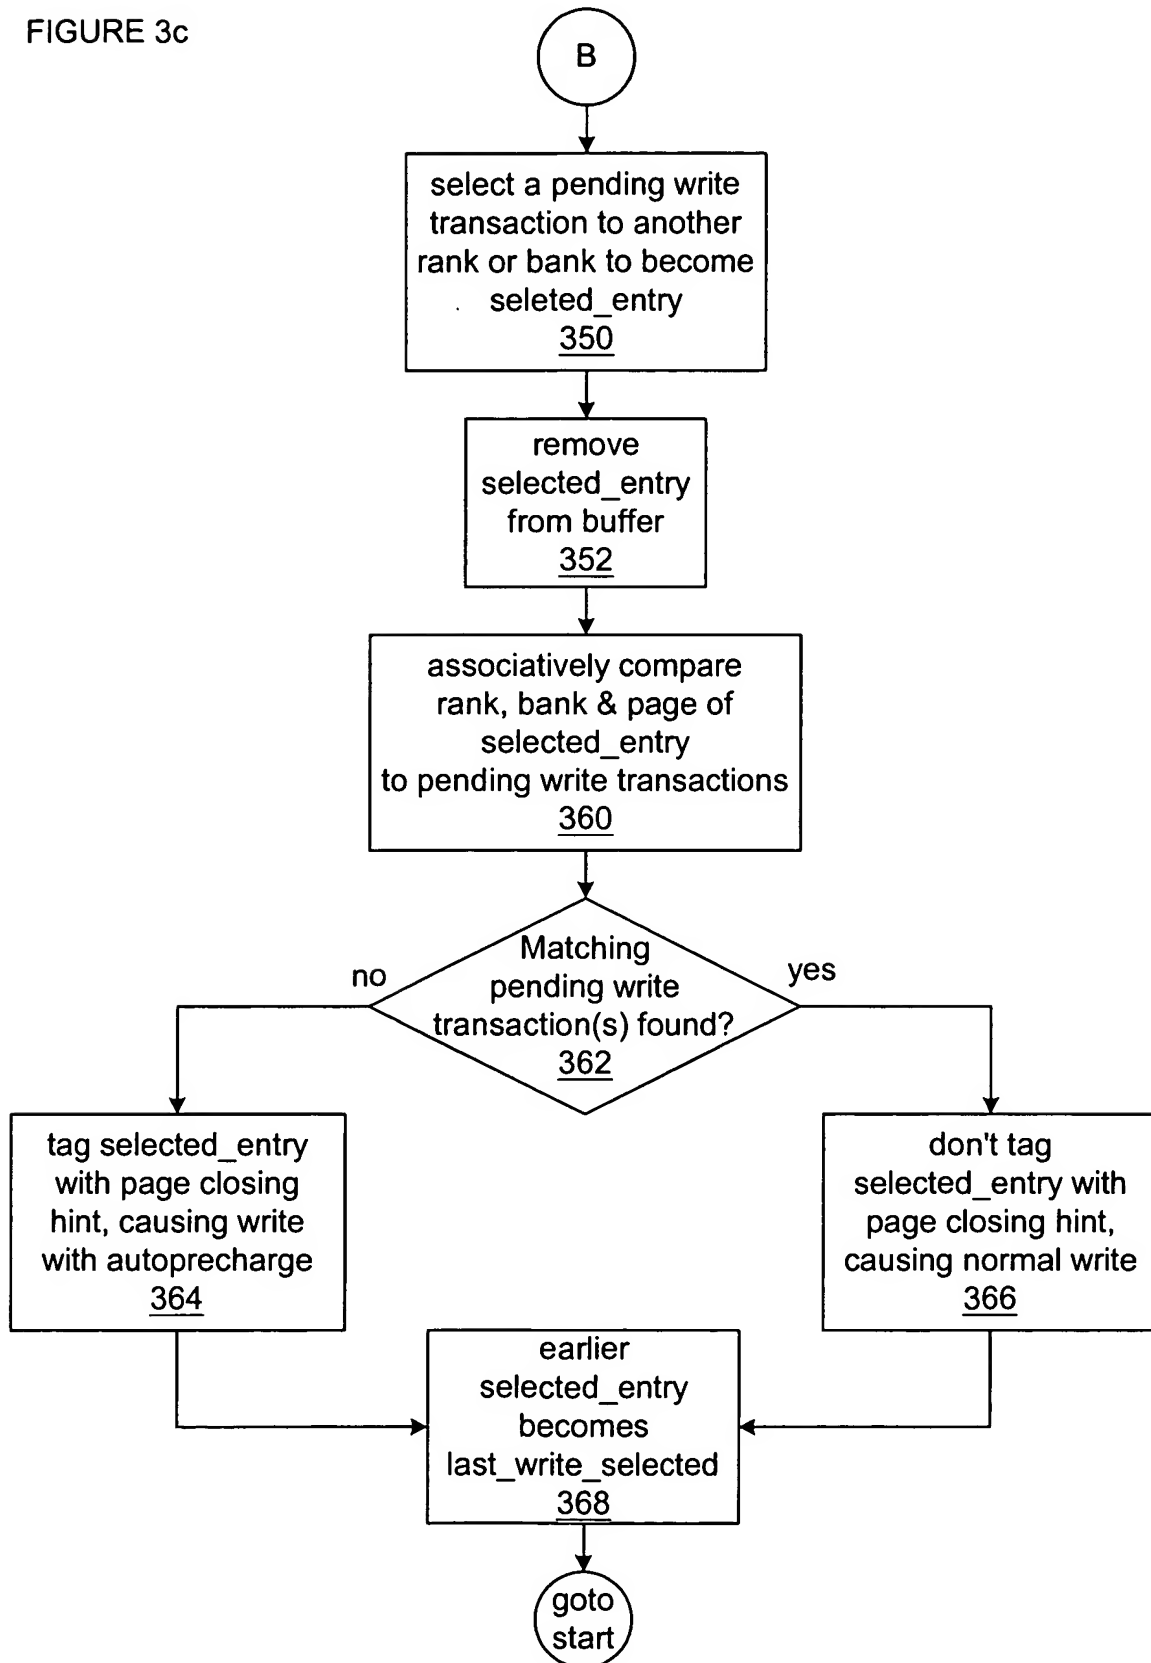 FIGURE 3c
B
select a pending write
transaction to another
rank or bank to become
seleted_entry
350
remove
selected_entry
from buffer
352
associatively compare
rank, bank & page of
selected_entry
to pending write transactions
360
Matching
pending write
transaction(s) found?
362
no
yes
tag selected_entry
with page closing
hint, causing write
with autoprecharge
364
don't tag
selected_entry with
page closing hint,
causing normal write
366
earlier
selected_entry
becomes
last_write_selected
368
goto
start